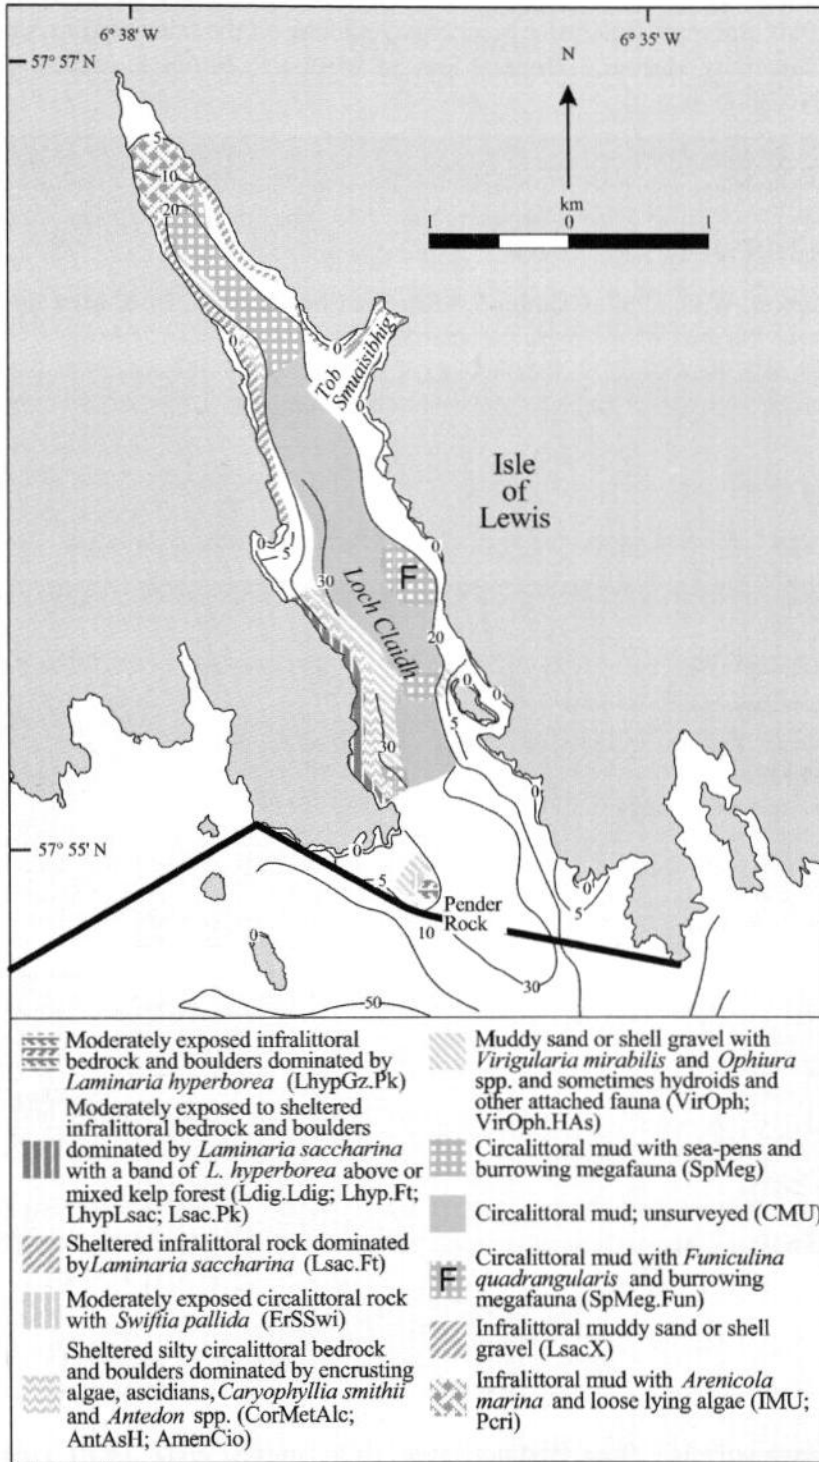 6° 38' W
6° 35' W
57° 57' N
N
km
1 0 1
5
10
20
0
0
0
0
Tob
Smuaisibhig
Isle
of
Lewis
0
5
0
F
30
Loch Claidh
20
0
0
0
5
30
0
57° 55' N
0
5
0
5
Pender
Rock
10
0
30
50
Moderately exposed infralittoral
bedrock and boulders dominated by
Laminaria hyperborea (LhypGz.Pk)
Moderately exposed to sheltered
infralittoral bedrock and boulders
dominated by Laminaria saccharina
with a band of L. hyperborea above or
mixed kelp forest (Ldig.Ldig; Lhyp.Ft;
LhypLsac; Lsac.Pk)
Sheltered infralittoral rock dominated
by Laminaria saccharina (Lsac.Ft)
Moderately exposed circalittoral rock
with Swiftia pallida (ErSSwi)
Sheltered silty circalittoral bedrock
and boulders dominated by encrusting
algae, ascidians, Caryophyllia smithii
and Antedon spp. (CorMetAlc;
AntAsH; AmenCio)
Muddy sand or shell gravel with
Virigularia mirabilis and Ophiura
spp. and sometimes hydroids and
other attached fauna (VirOph;
VirOph.HAs)
Circalittoral mud with sea-pens and
burrowing megafauna (SpMeg)
Circalittoral mud; unsurveyed (CMU)
F
Circalittoral mud with Funiculina
quadrangularis and burrowing
megafauna (SpMeg.Fun)
Infralittoral muddy sand or shell
gravel (LsacX)
Infralittoral mud with Arenicola
marina and loose lying algae (IMU;
Pcri)